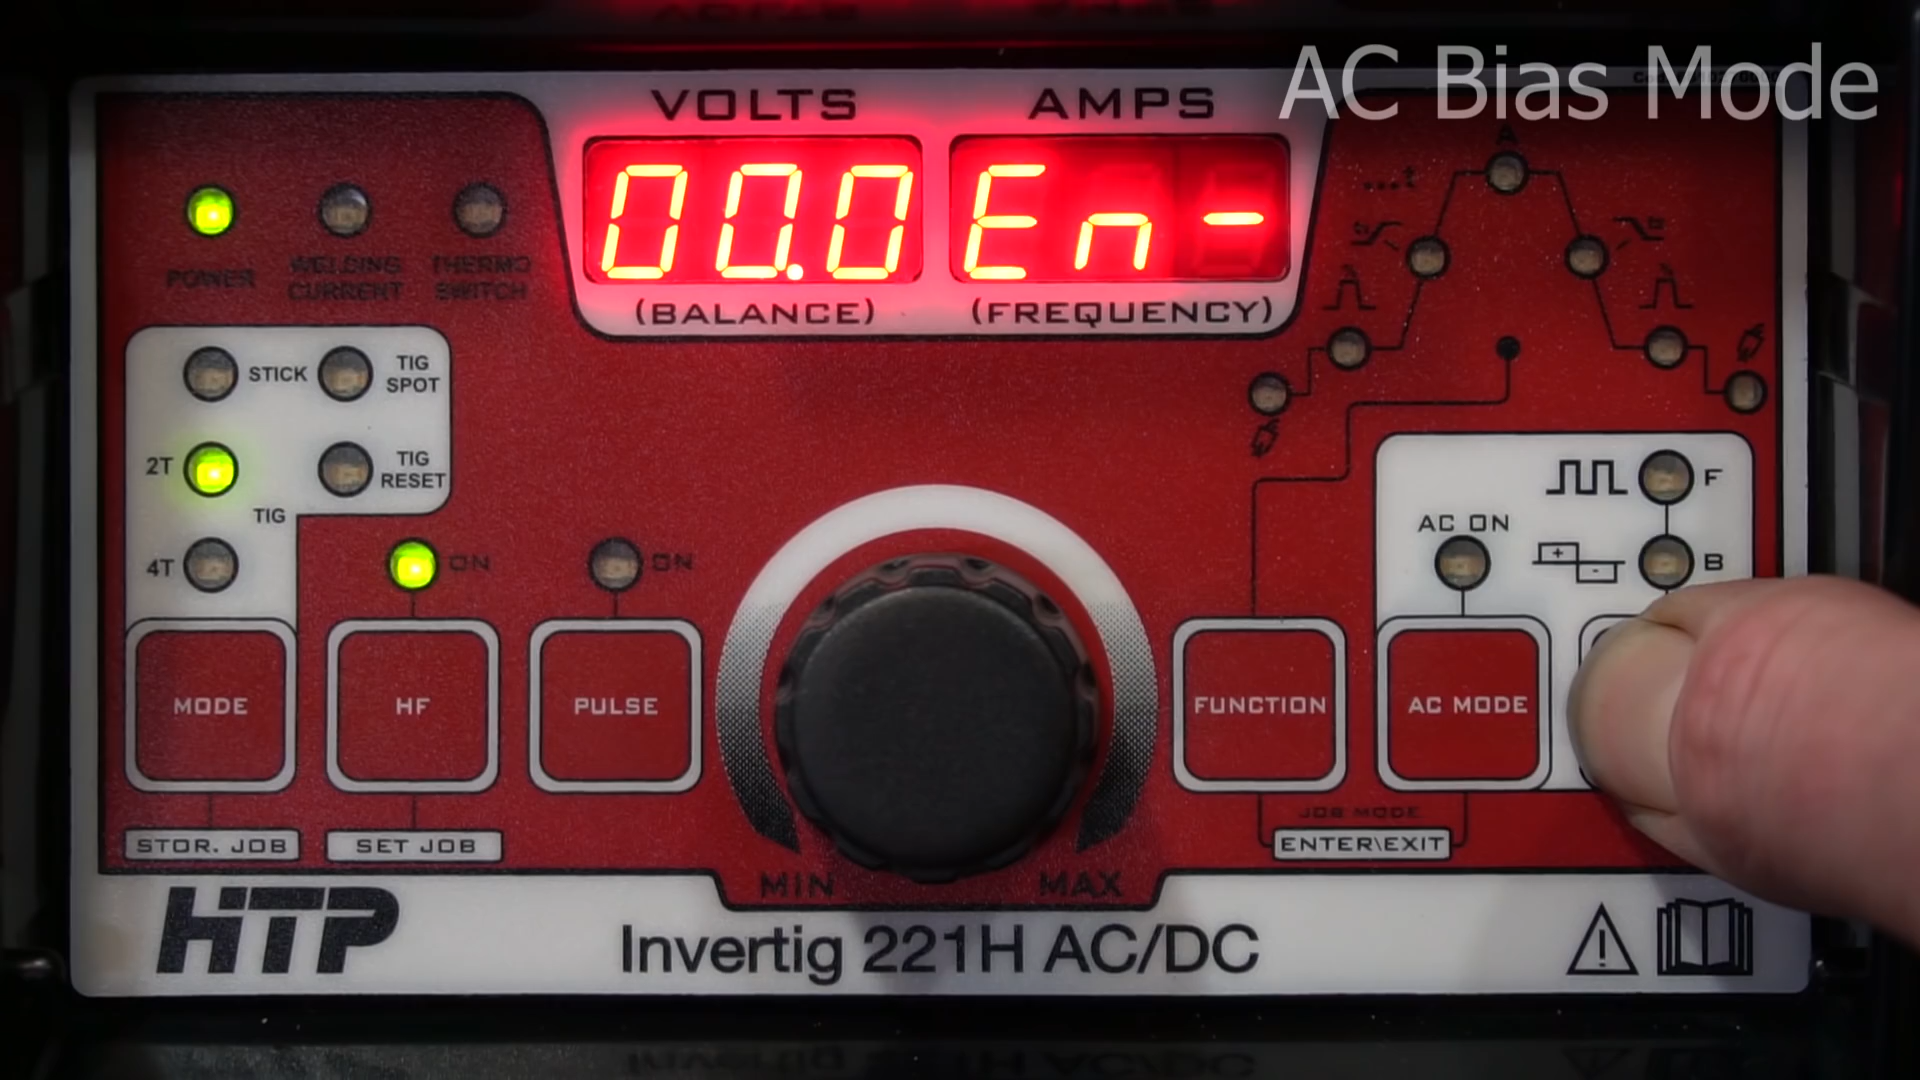 AC Bias Mode
VOLTS
AMPS
00.0
En-
(BALANCE)
(FREQUENCY)
POWER
WELDING
CURRENT
THERMO
SWITCH
STICK
TIG
SPOT
2T
TIG
RESET
TIG
4T
ON
ON
A
F
AC ON
B
MODE
HF
PULSE
FUNCTION
AC MODE
JOB MODE
STOR. JOB
SET JOB
ENTER\EXIT
MIN
MAX
HTP
Invertig 221H AC/DC